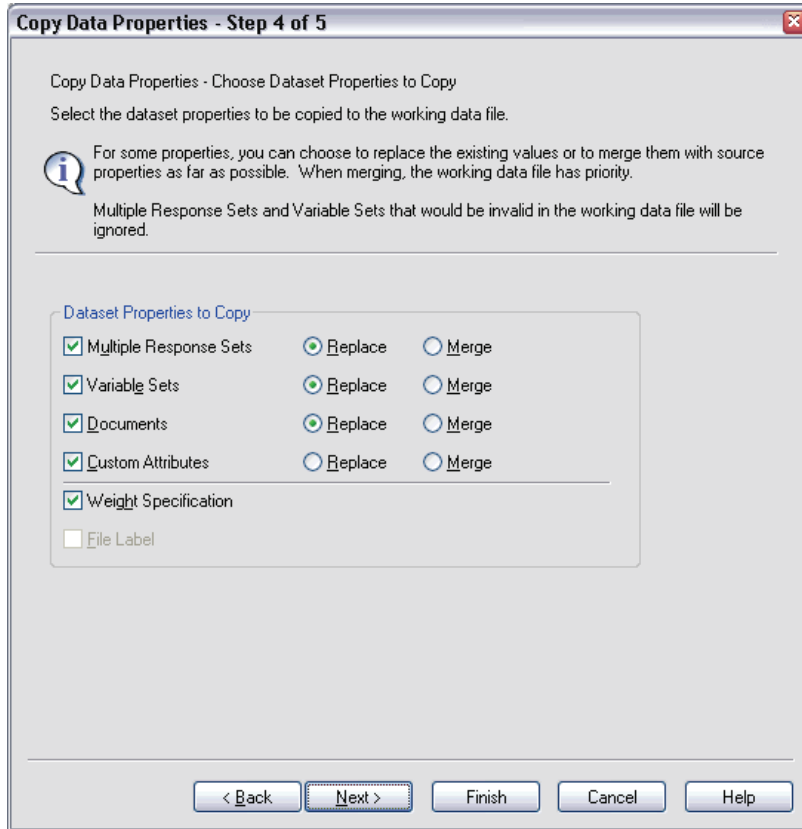 Copy Data Properties - Step 4 of 5
Copy Data Properties - Choose Dataset Properties to Copy
Select the dataset properties to be copied to the working data file.
For some properties, you can choose to replace the existing values or to merge them with source
properties as far as possible. When merging, the working data file has priority.
Multiple Response Sets and Variable Sets that would be invalid in the working data file will be
ignored.
Dataset Properties to Copy
Multiple Response Sets Replace Merge
Variable Sets Replace Merge
Documents Replace Merge
Custom Attributes Replace Merge
Weight Specification
File Label
< Back Next > Finish Cancel Help